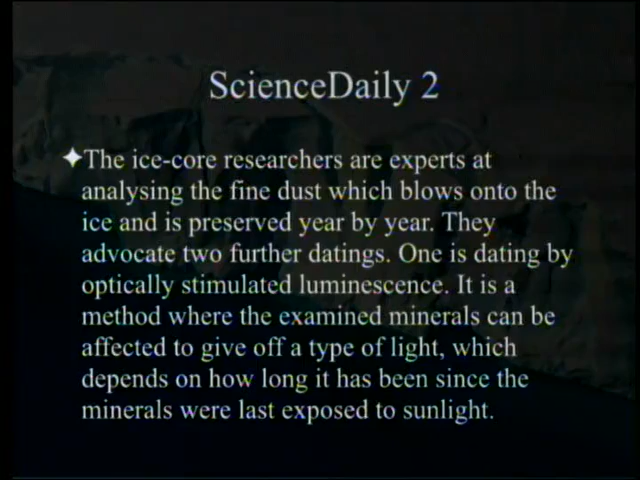 ScienceDaily 2
✦The ice-core researchers are experts at
analysing the fine dust which blows onto the
ice and is preserved year by year. They
advocate two further datings. One is dating by
optically stimulated luminescence. It is a
method where the examined minerals can be
affected to give off a type of light, which
depends on how long it has been since the
minerals were last exposed to sunlight.